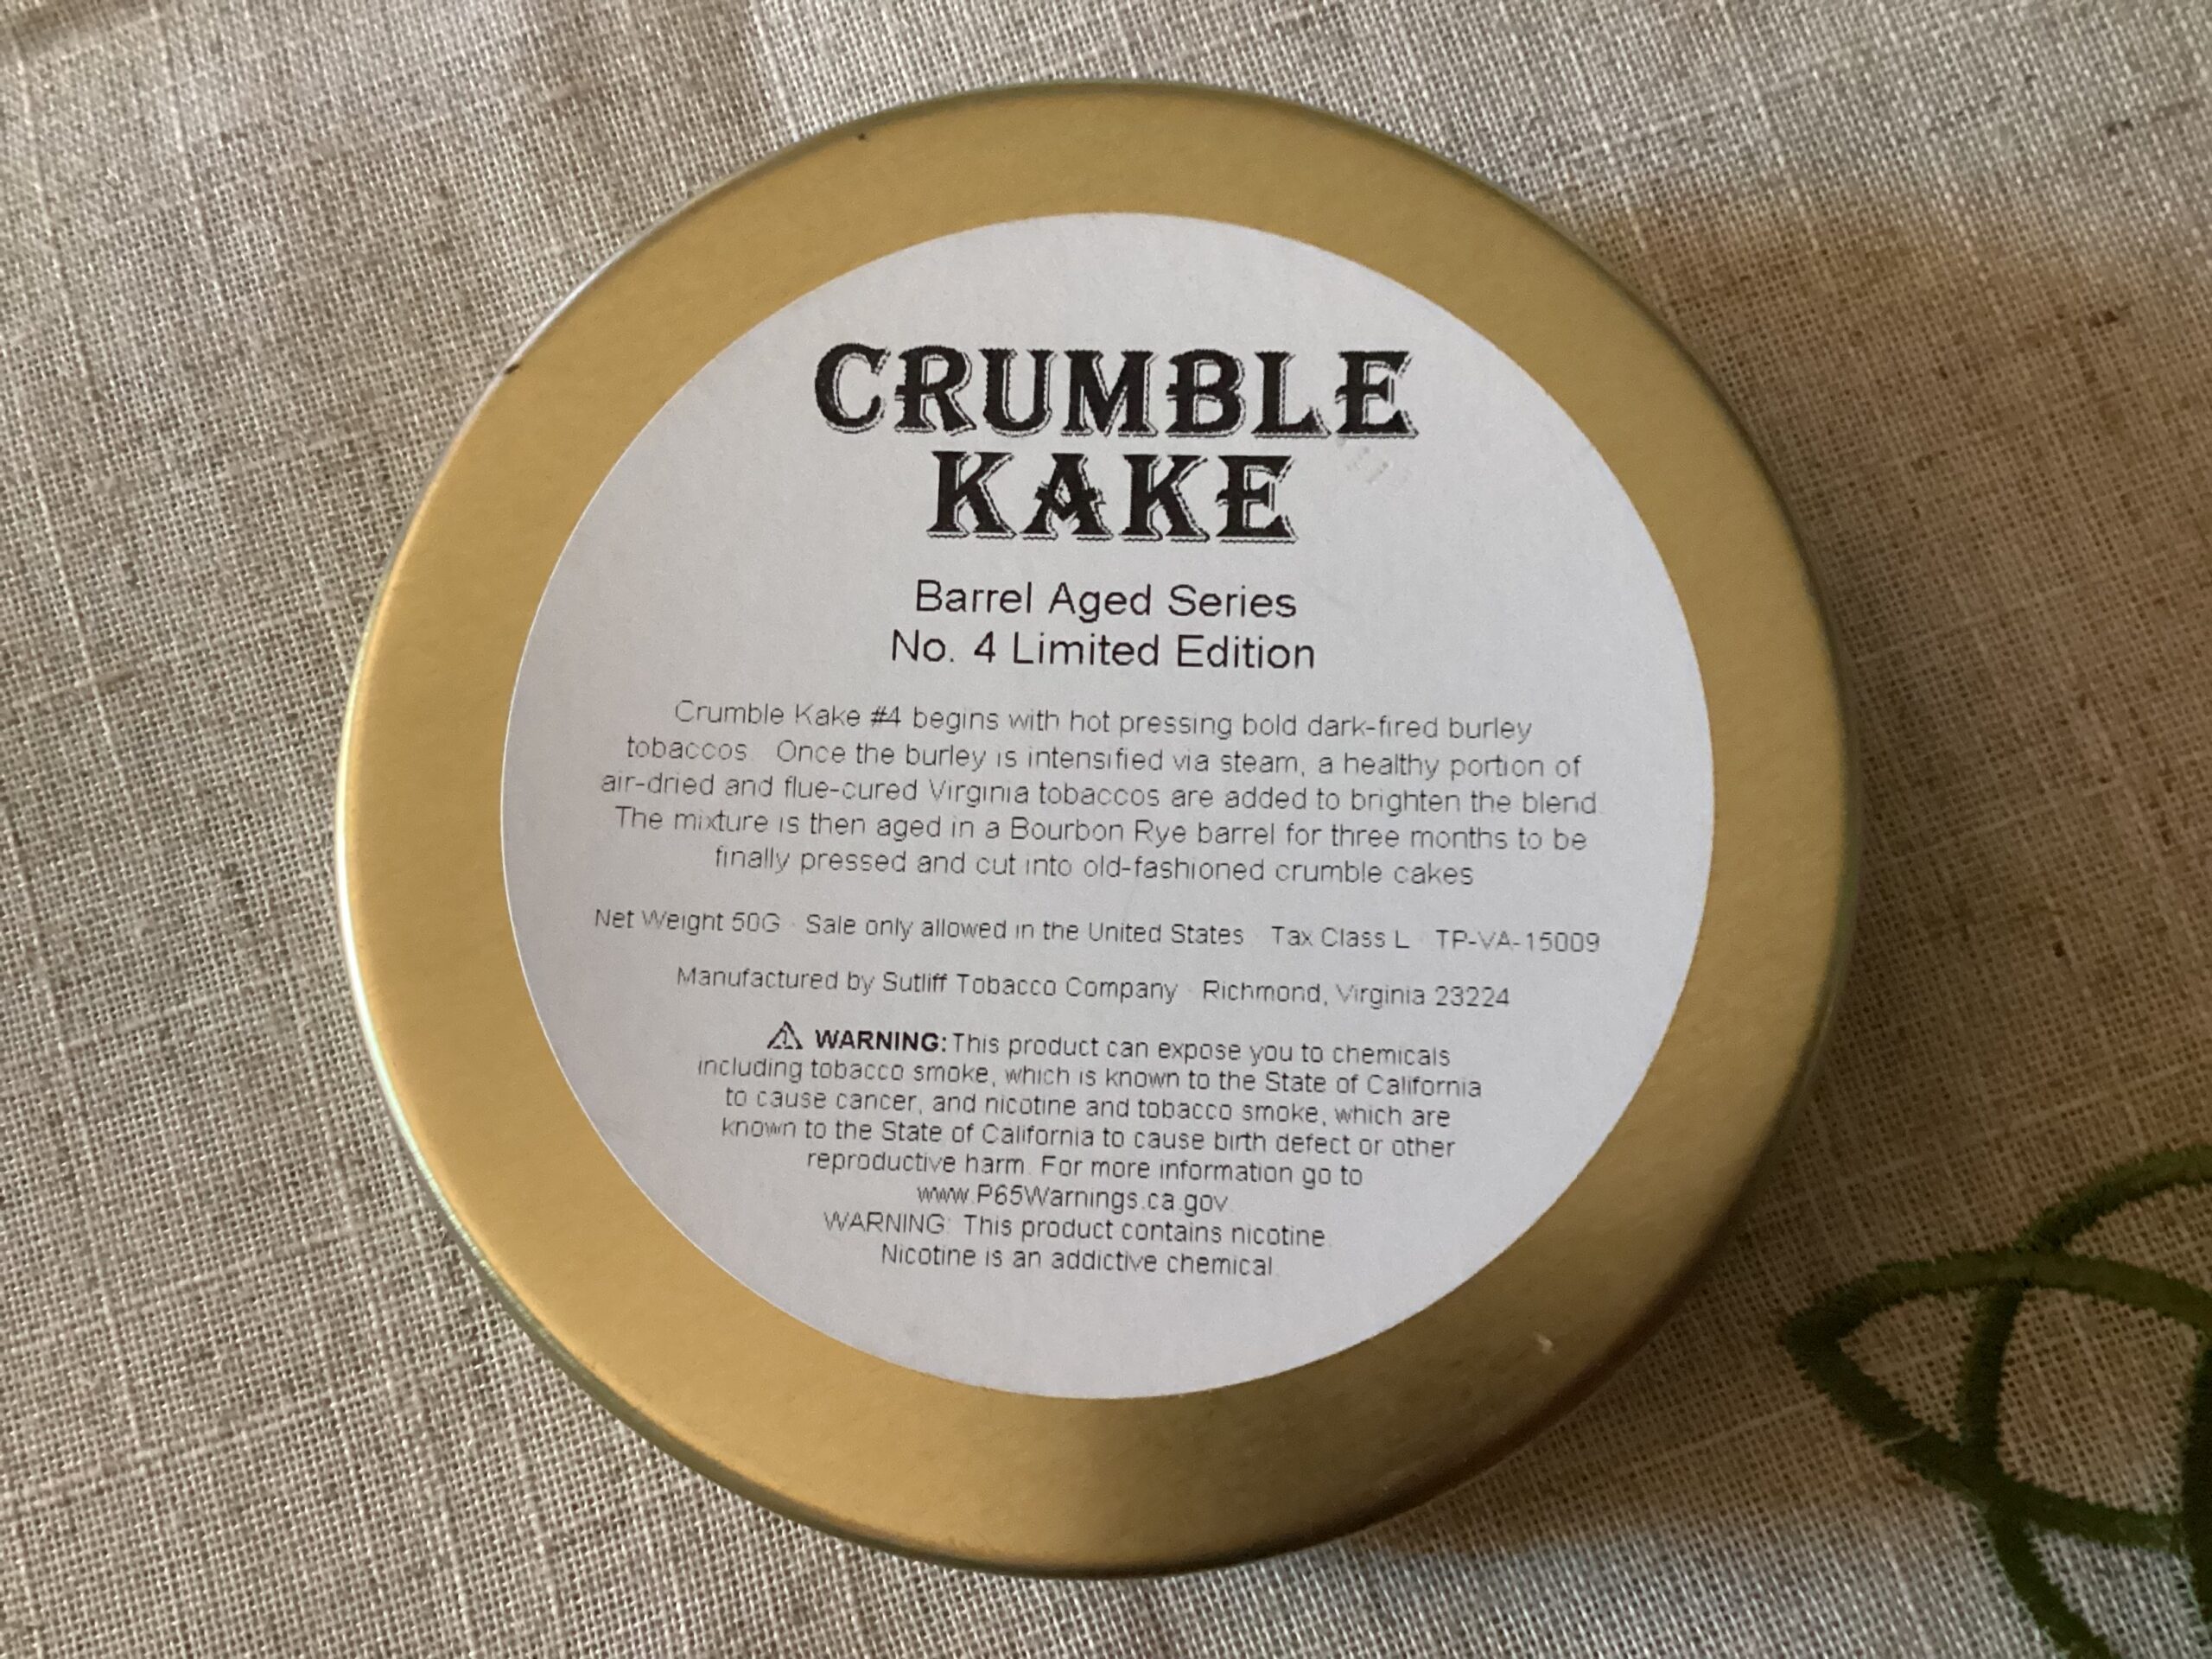 CRUMBLE
KAKE
Barrel Aged Series
No. 4 Limited Edition
Crumble Kake #4 begins with hot pressing bold dark-fired burley
tobaccos. Once the burley is intensified via steam, a healthy portion of
air-dried and flue-cured Virginia tobaccos are added to brighten the blend.
The mixture is then aged in a Bourbon Rye barrel for three months to be
finally pressed and cut into old-fashioned crumble cakes
Net Weight 50G · Sale only allowed in the United States · Tax Class L · TP-VA-15009
Manufactured by Sutliff Tobacco Company · Richmond, Virginia 23224
⚠ WARNING: This product can expose you to chemicals
including tobacco smoke, which is known to the State of California
to cause cancer, and nicotine and tobacco smoke, which are
known to the State of California to cause birth defect or other
reproductive harm. For more information go to
www.P65Warnings.ca.gov.
WARNING: This product contains nicotine.
Nicotine is an addictive chemical.